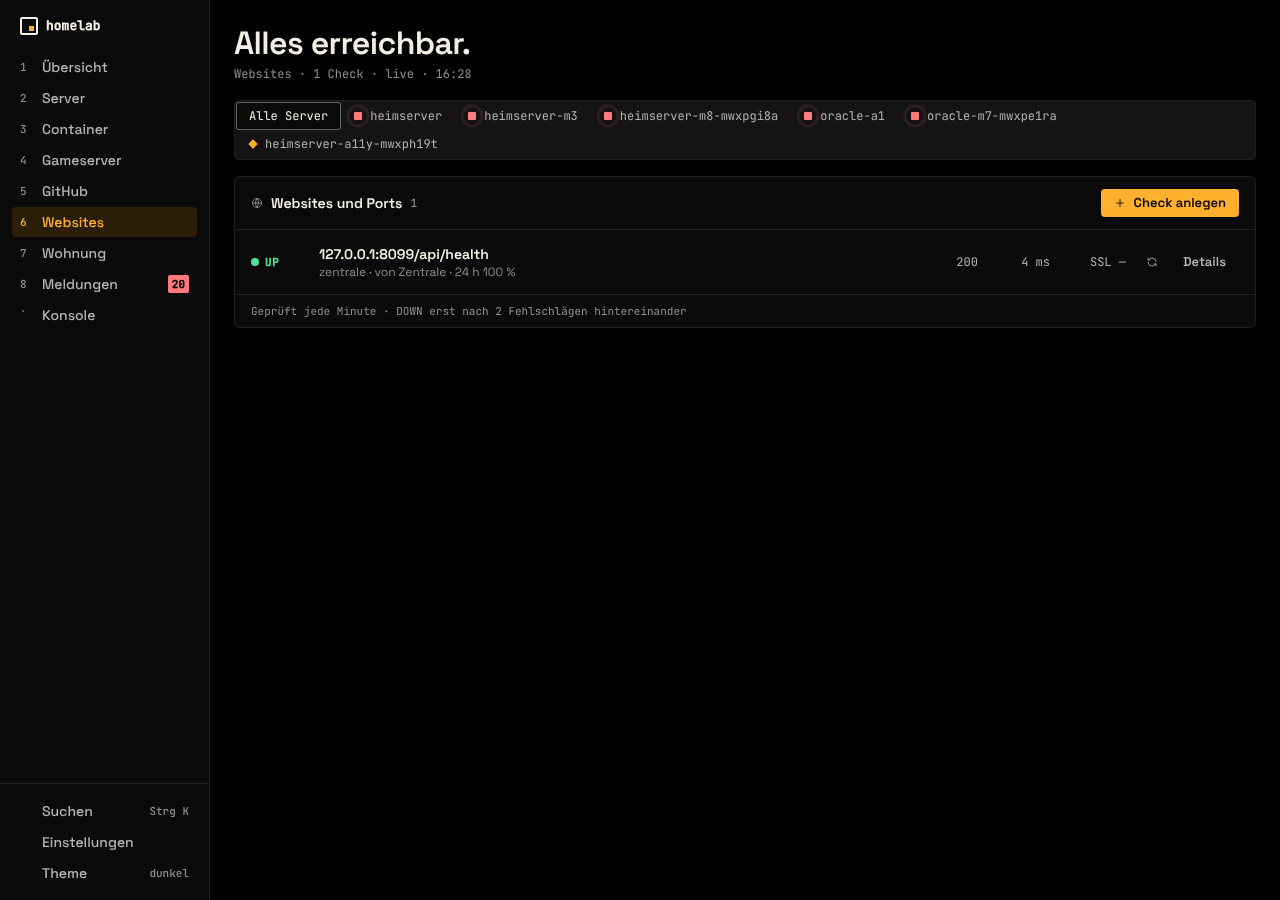 homelab
1 Übersicht
2 Server
3 Container
4 Gameserver
5 GitHub
6 Websites
7 Wohnung
8 Meldungen 20
` Konsole
Suchen Strg K
Einstellungen
Theme dunkel
Alles erreichbar.
Websites · 1 Check · live · 16:28
Alle Server heimserver heimserver-m3 heimserver-m8-mwxpgi8a oracle-a1 oracle-m7-mwxpe1ra
heimserver-a11y-mwxph19t
Websites und Ports 1 + Check anlegen
UP 127.0.0.1:8099/api/health 200 4 ms SSL — Details
zentrale · von Zentrale · 24 h 100 %
Geprüft jede Minute · DOWN erst nach 2 Fehlschlägen hintereinander